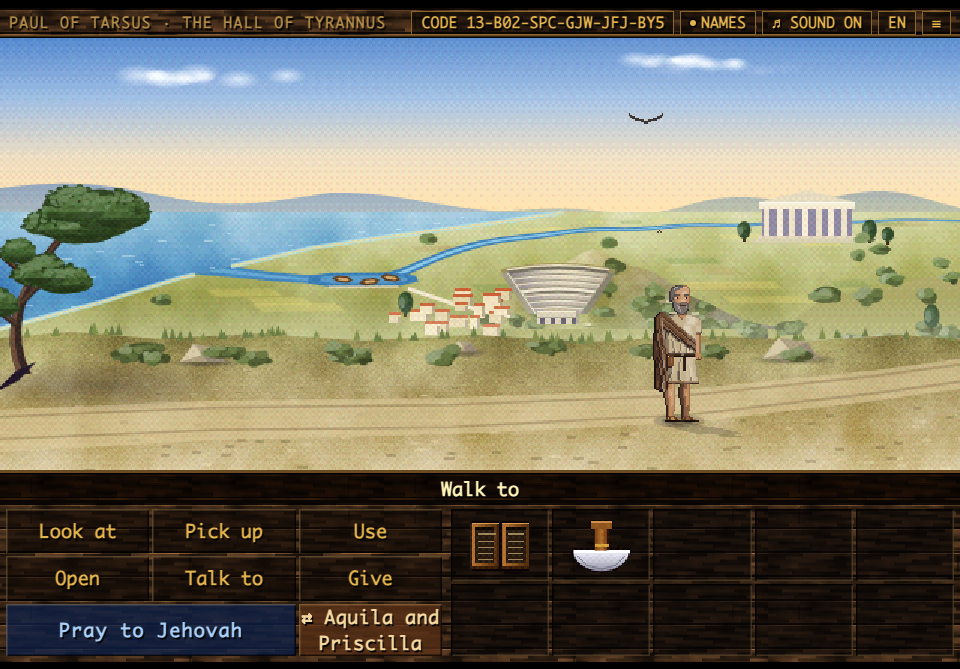 PAUL OF TARSUS · THE HALL OF TYRANNUS
CODE 13-B02-SPC-GJW-JFJ-BY5
• NAMES
♬ SOUND ON
EN
≡
Walk to
Look at
Pick up
Use
Open
Talk to
Give
Pray to Jehovah
⇄ Aquila and
Priscilla